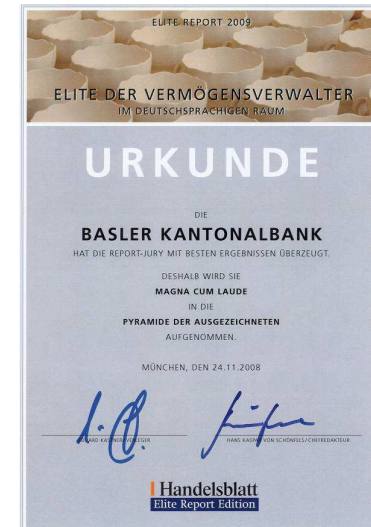 ELITE REPORT 2009
ELITE DER VERMÖGENSVERWALTER
IM DEUTSCHSPRACHIGEN RAUM
URKUNDE
DIE
BASLER KANTONALBANK
HAT DIE REPORT-JURY MIT BESTEN ERGEBNISSEN ÜBERZEUGT.
DESHALB WIRD SIE
MAGNA CUM LAUDE
IN DIE
PYRAMIDE DER AUSGEZEICHNETEN
AUFGENOMMEN.
MÜNCHEN, DEN 24.11.2008
VERLEGER
HANS KASPAR VON SCHÖNFELS/CHEFREDAKTEUR
Handelsblatt
Elite Report Edition